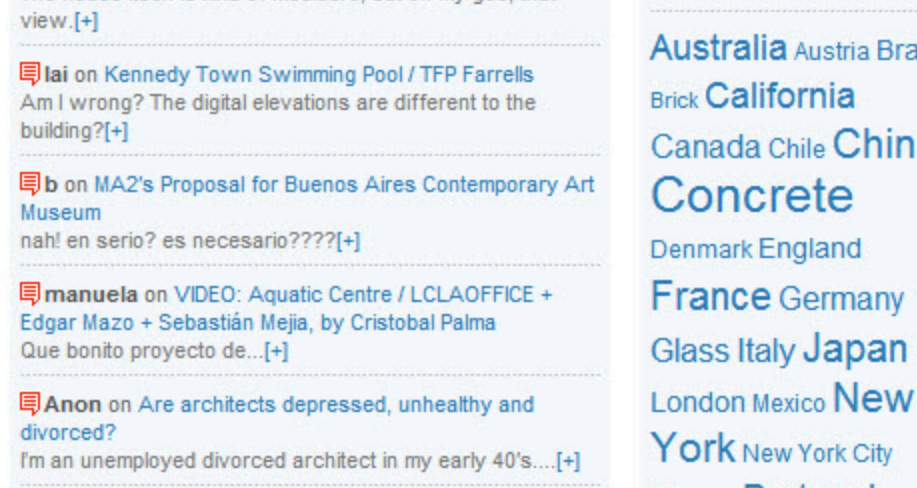 view.[+]
lai on Kennedy Town Swimming Pool / TFP Farrells
Am I wrong? The digital elevations are different to the
building?[+]
b on MA2's Proposal for Buenos Aires Contemporary Art
Museum
nah! en serio? es necesario????[+]
manuela on VIDEO: Aquatic Centre / LCLAOFFICE +
Edgar Mazo + Sebastián Mejia, by Cristobal Palma
Que bonito proyecto de...[+]
Anon on Are architects depressed, unhealthy and
divorced?
I'm an unemployed divorced architect in my early 40's....[+]
Australia Austria Bra
Brick California
Canada Chile Chin
Concrete
Denmark England
France Germany
Glass Italy Japan
London Mexico New
York New York City